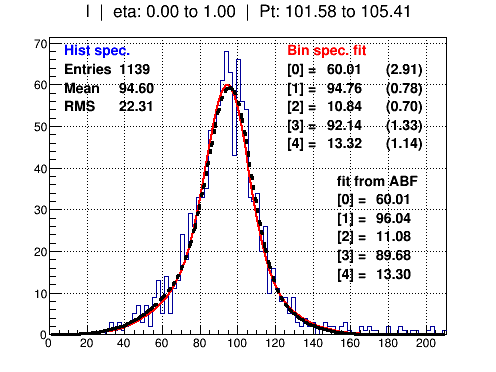 I | eta: 0.00 to 1.00 | Pt: 101.58 to 105.41
Hist spec.
Entries 1139
Mean 94.60
RMS 22.31
Bin spec. fit
[0] = 60.01 (2.91)
[1] = 94.76 (0.78)
[2] = 10.84 (0.70)
[3] = 92.14 (1.33)
[4] = 13.32 (1.14)
fit from ABF
[0] = 60.01
[1] = 96.04
[2] = 11.08
[3] = 89.68
[4] = 13.30
70
60
50
40
30
20
10
0
0 20 40 60 80 100 120 140 160 180 200